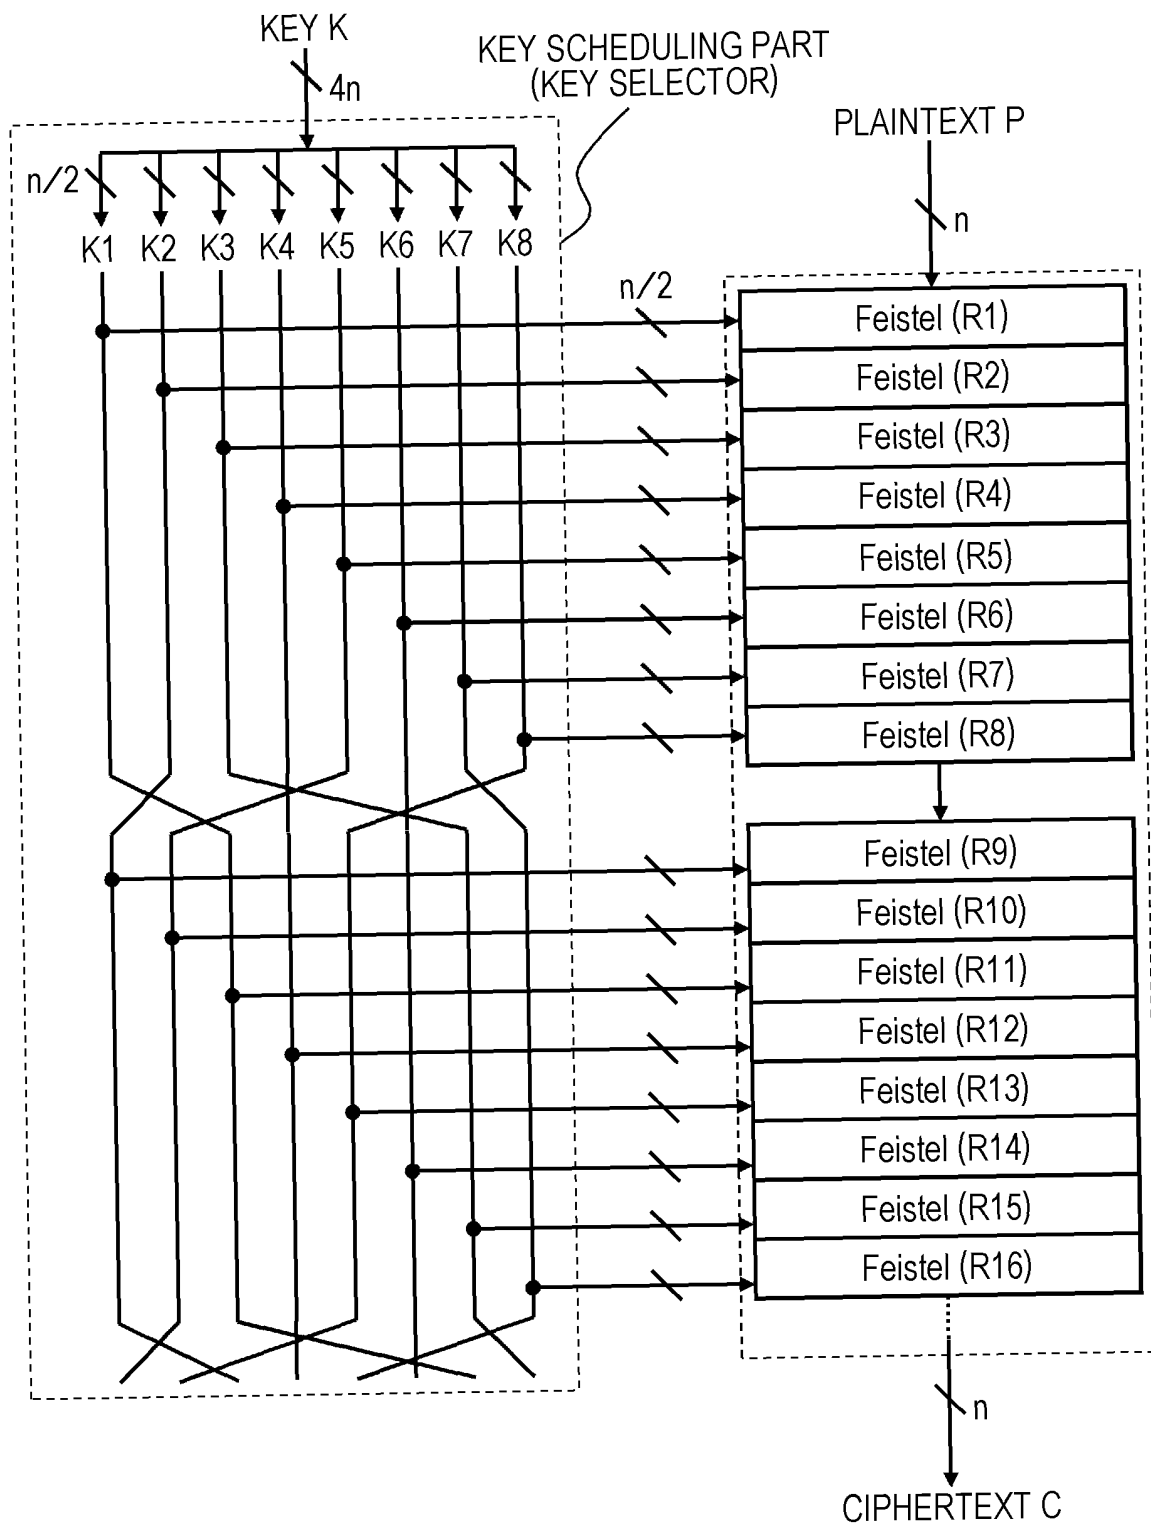 KEY K
4n
KEY SCHEDULING PART
(KEY SELECTOR)
PLAINTEXT P
n
n/2
K1 K2 K3 K4 K5 K6 K7 K8
n/2
Feistel (R1)
Feistel (R2)
Feistel (R3)
Feistel (R4)
Feistel (R5)
Feistel (R6)
Feistel (R7)
Feistel (R8)
Feistel (R9)
Feistel (R10)
Feistel (R11)
Feistel (R12)
Feistel (R13)
Feistel (R14)
Feistel (R15)
Feistel (R16)
n
CIPHERTEXT C